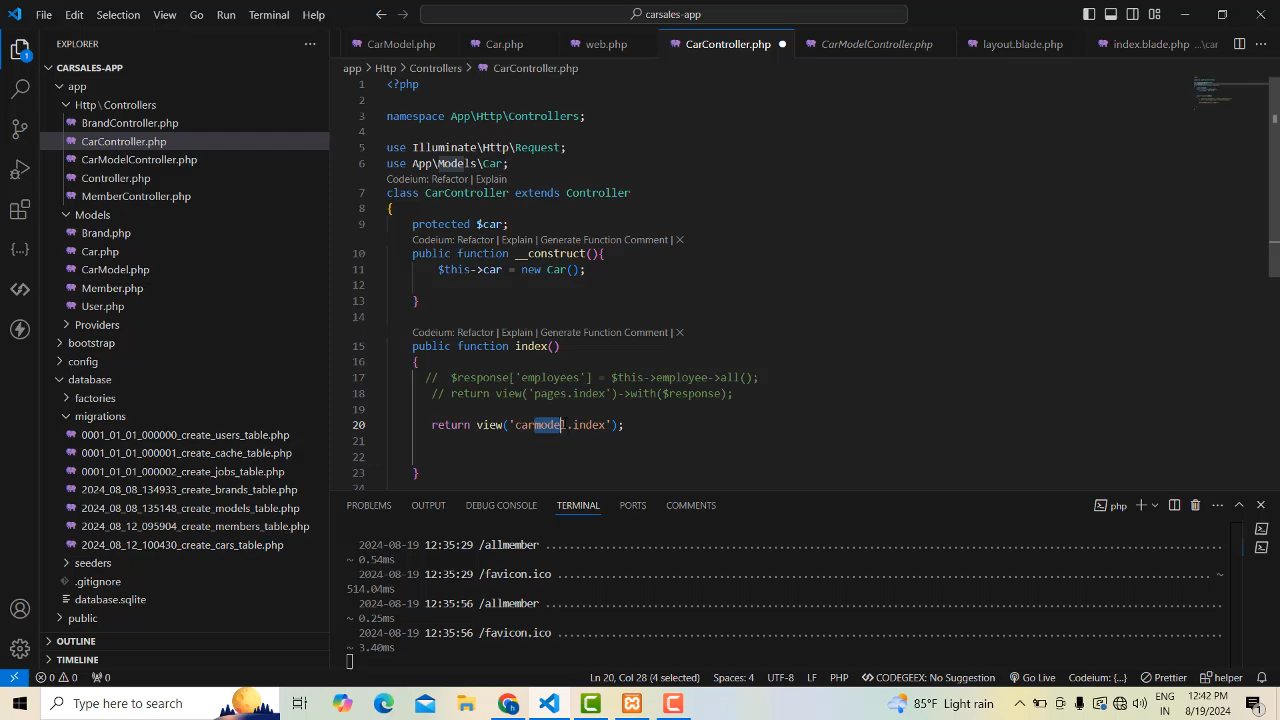 File Edit Selection View Go Run Terminal Help
carsales-app
EXPLORER
CarModel.php
Car.php
web.php
CarController.php
CarModelController.php
layout.blade.php
index.blade.php ...\car
CARSALES-APP
app > Http > Controllers > CarController.php
app
Http\Controllers
BrandController.php
CarController.php
CarModelController.php
Controller.php
MemberController.php
Models
Brand.php
Car.php
CarModel.php
Member.php
User.php
Providers
bootstrap
config
database
factories
migrations
0001_01_01_000000_create_users_table.php
0001_01_01_000001_create_cache_table.php
0001_01_01_000002_create_jobs_table.php
2024_08_08_134933_create_brands_table.php
2024_08_08_135148_create_models_table.php
2024_08_12_095904_create_members_table.php
2024_08_12_100430_create_cars_table.php
seeders
.gitignore
database.sqlite
public
OUTLINE
TIMELINE
1 <?php
2
3 namespace App\Http\Controllers;
4
5 use Illuminate\Http\Request;
6 use App\Models\Car;
Codeium: Refactor | Explain
7 class CarController extends Controller
8 {
9 protected $car;
Codeium: Refactor | Explain | Generate Function Comment | ×
10 public function __construct(){
11 $this->car = new Car();
12
13 }
14
Codeium: Refactor | Explain | Generate Function Comment | ×
15 public function index()
16 {
17 // $response['employees'] = $this->employee->all();
18 // return view('pages.index')->with($response);
19
20 return view('carmodel.index');
21
22
23 }
24
PROBLEMS OUTPUT DEBUG CONSOLE TERMINAL PORTS COMMENTS
php
2024-08-19 12:35:29 /allmember ........................................
~ 0.54ms
2024-08-19 12:35:29 /favicon.ico ........................................ ~
514.04ms
2024-08-19 12:35:56 /allmember ........................................
~ 0.25ms
2024-08-19 12:35:56 /favicon.ico ........................................
~ 3.40ms
0 0 0 Ln 20, Col 28 (4 selected) Spaces: 4 UTF-8 LF PHP CODEGEEX: No Suggestion Go Live Codeium: {...} Prettier helper
Type here to search
85°F Light rain
ENG
IN
12:42 PM
8/19/2024